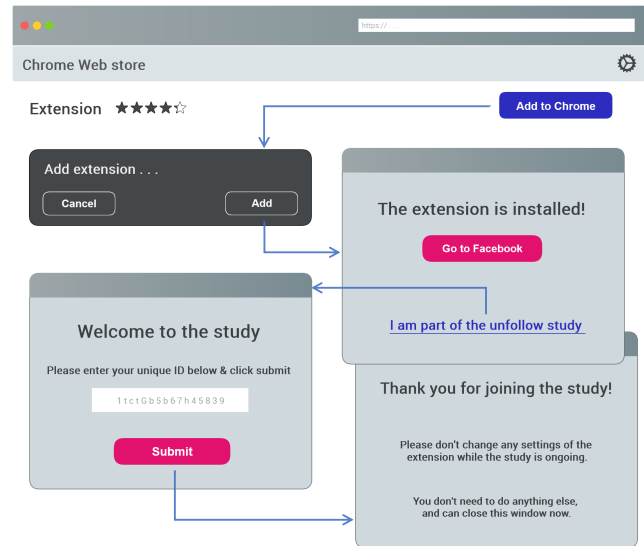 https:// . . .
Chrome Web store
Extension
Add to Chrome
Add extension . . .
Cancel
Add
The extension is installed!
Go to Facebook
I am part of the unfollow study
Welcome to the study
Please enter your unique ID below & click submit
1tctGb5b67h45839
Submit
Thank you for joining the study!
Please don't change any settings of the
extension while the study is ongoing.
You don't need to do anything else,
and can close this window now.